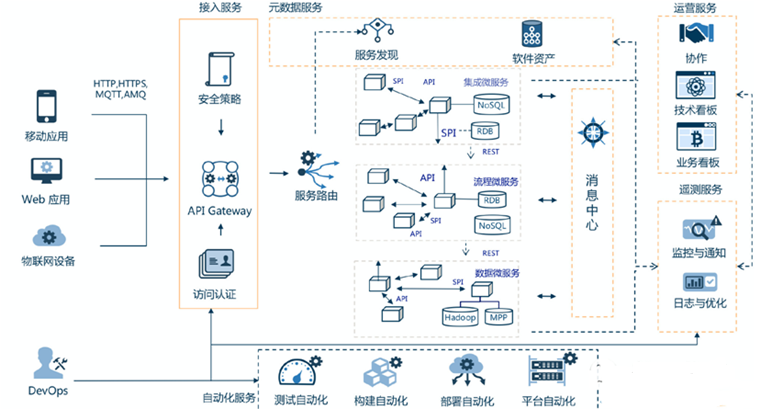 接入服务
元数据服务
运营服务
服务发现
软件资产
协作
技术看板
业务看板
HTTP,HTTPS,
MQTT,AMQ
移动应用
Web 应用
物联网设备
安全策略
API Gateway
访问认证
服务路由
SPI
API
集成微服务
NoSQL
SPI
RDB
REST
API
流程微服务
RDB
SPI
API
NoSQL
REST
数据微服务
SPI
API
Hadoop
MPP
消息中心
遥测服务
监控与通知
日志与优化
DevOps
自动化服务
测试自动化
构建自动化
部署自动化
平台自动化